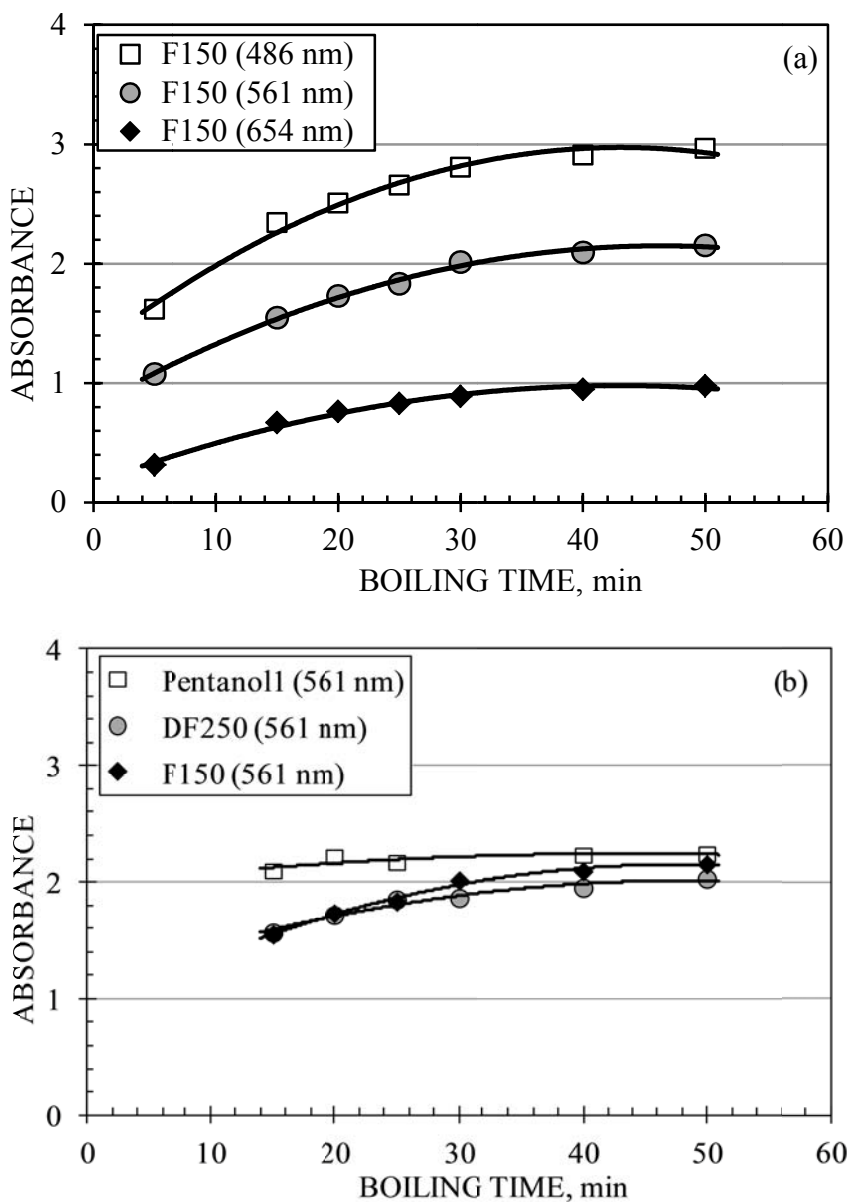 4
3
2
1
0
ABSORBANCE
F150 (486 nm)
F150 (561 nm)
F150 (654 nm)
(a)
0 10 20 30 40 50 60
BOILING TIME, min
4
3
2
1
0
ABSORBANCE
Pentanol1 (561 nm)
DF250 (561 nm)
F150 (561 nm)
(b)
0 10 20 30 40 50 60
BOILING TIME, min